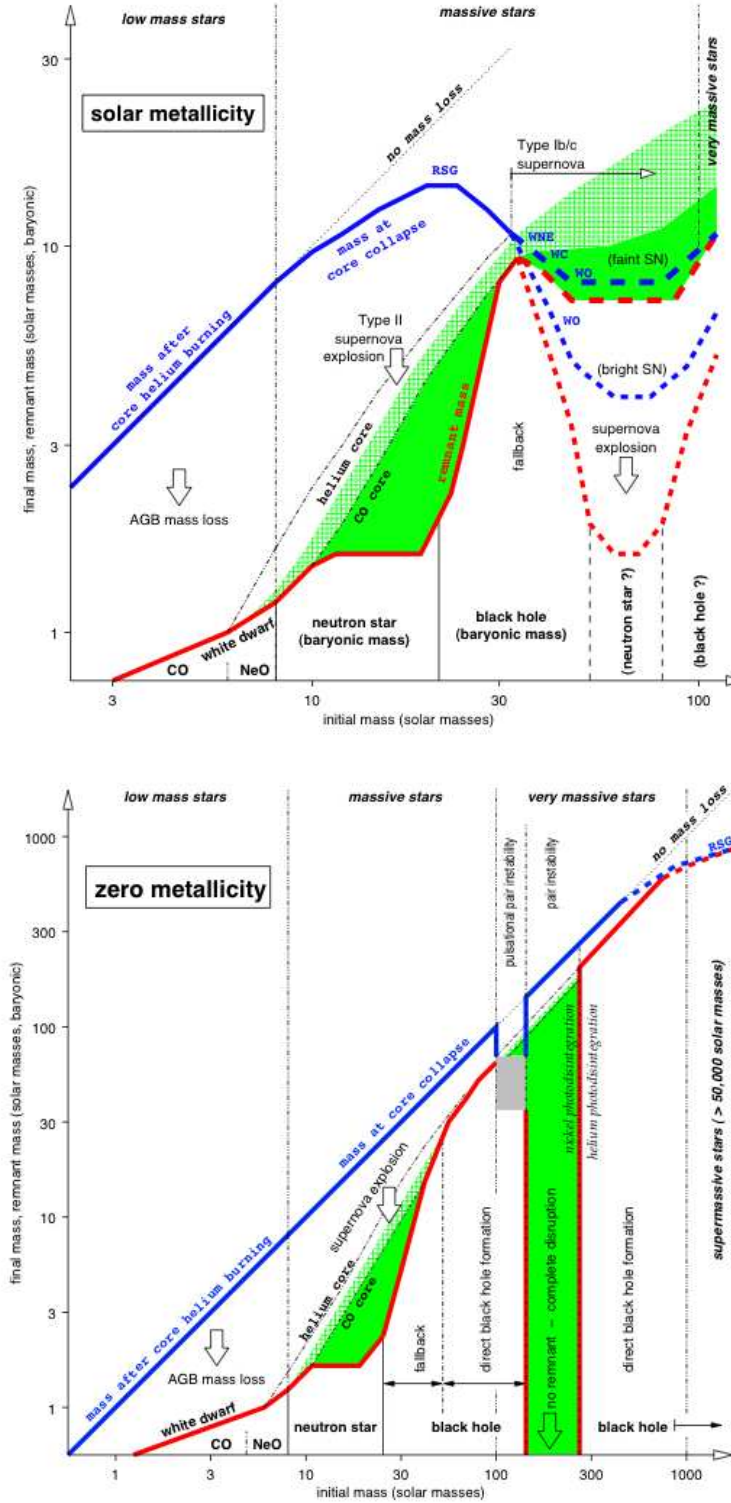 low mass stars
massive stars
very massive stars
30
10
3
1
final mass, remnant mass (solar masses, baryonic)
solar metallicity
no mass loss
RSG
mass at
core collapse
mass after
core helium burning
AGB mass loss
Type Ib/c
supernova
WNE
WC
WO
(faint SN)
WO
(bright SN)
supernova
explosion
Type II
supernova
explosion
helium core
CO core
remnant mass
fallback
white dwarf
CO
NeO
neutron star
(baryonic mass)
black hole
(baryonic mass)
(neutron star ?)
(black hole ?)
3
10
30
100
initial mass (solar masses)
low mass stars
massive stars
very massive stars
1000
300
100
30
10
3
1
final mass, remnant mass (solar masses, baryonic)
zero metallicity
pulsational pair instability
pair instability
no mass loss
RSG
mass at core collapse
mass after core helium burning
AGB mass loss
supernova explosion
helium core
CO core
nickel photodisintegration
helium photodisintegration
supermassive stars ( > 50,000 solar masses)
fallback
direct black hole formation
no remnant – complete disruption
direct black hole formation
white dwarf
CO
NeO
neutron star
black hole
black hole
1
3
10
30
100
300
1000
initial mass (solar masses)